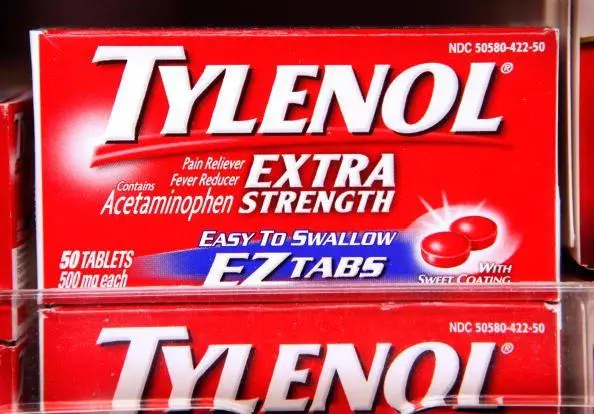 NDC 50580-422-50
TYLENOL®
Pain Reliever
Fever Reducer
Contains
Acetaminophen
EXTRA
STRENGTH
EASY TO SWALLOW
EZ TABS
50 TABLETS
500 mg each
WITH
SWEET COATING
NDC 50580-422-50
TYLENOL®